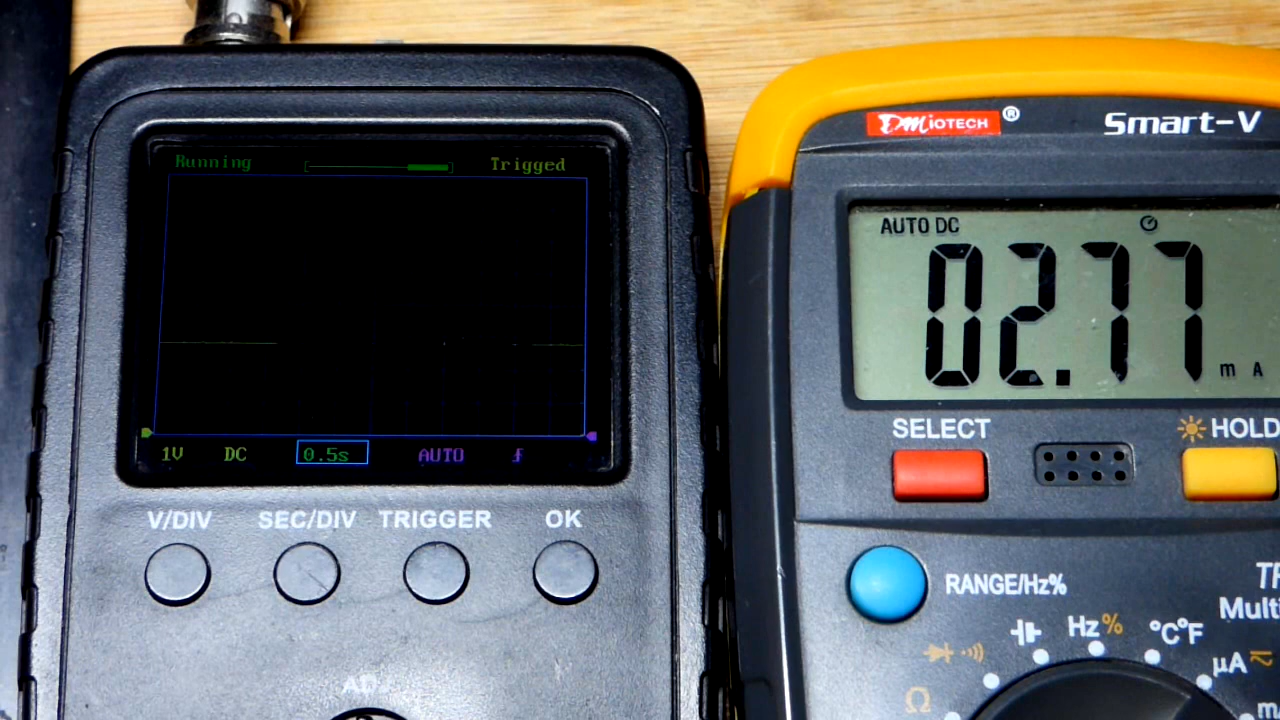 Running Trigged
1V DC 0.5s AUTO
V/DIV SEC/DIV TRIGGER OK
DMIOTECH ® Smart-V
AUTO DC
02.77 m A
SELECT HOLD
RANGE/Hz%
Hz % °C°F
μA
Ω